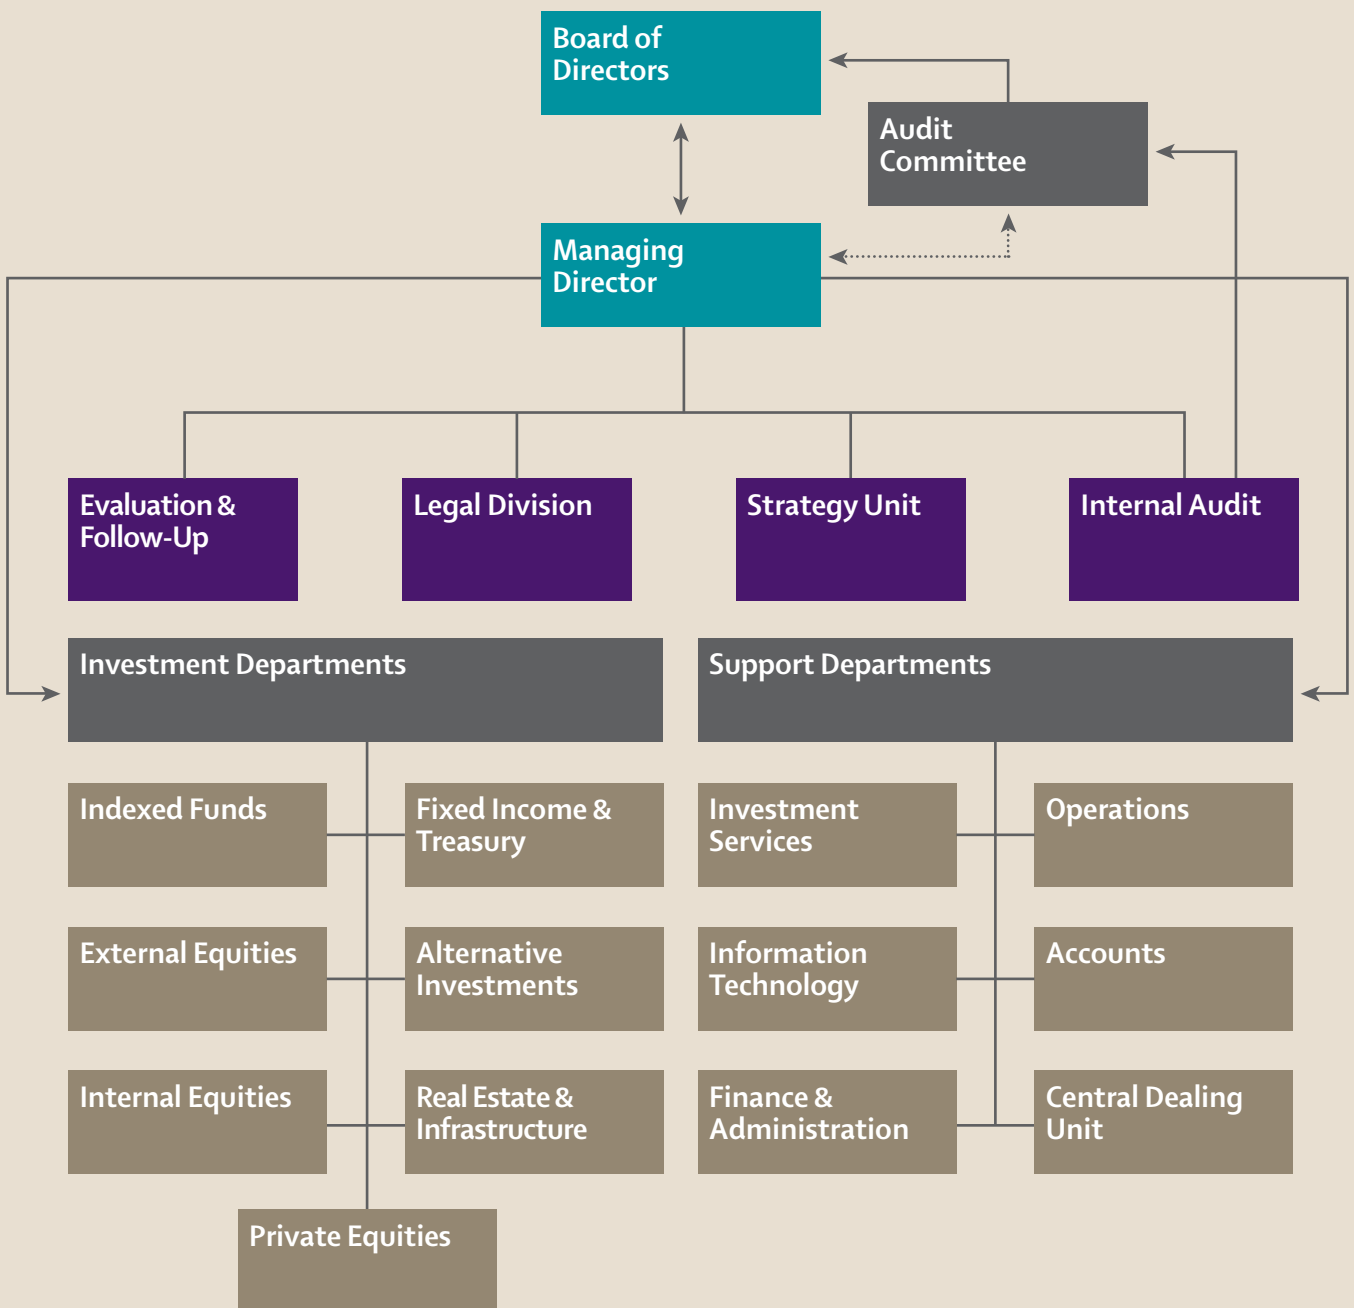 Board of
Directors
Audit
Committee
Managing
Director
Evaluation &
Follow-Up
Legal Division
Strategy Unit
Internal Audit
Investment Departments
Support Departments
Indexed Funds
Fixed Income &
Treasury
Investment
Services
Operations
External Equities
Alternative
Investments
Information
Technology
Accounts
Internal Equities
Real Estate &
Infrastructure
Finance &
Administration
Central Dealing
Unit
Private Equities